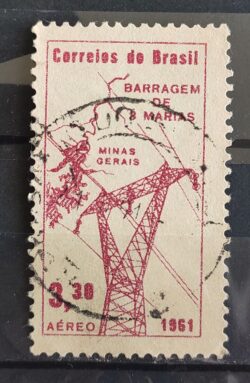 Correios do Brasil
BARRAGEM
DE
3 MARIAS
MINAS
GERAIS
3,30
AÉREO 1961